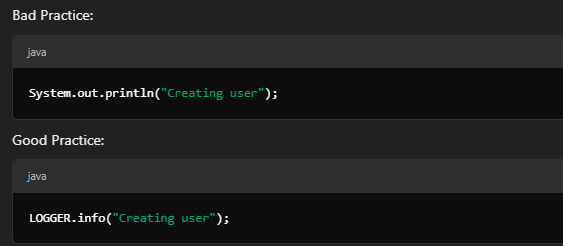 Bad Practice:
java
System.out.println("Creating user");
Good Practice:
java
LOGGER.info("Creating user");